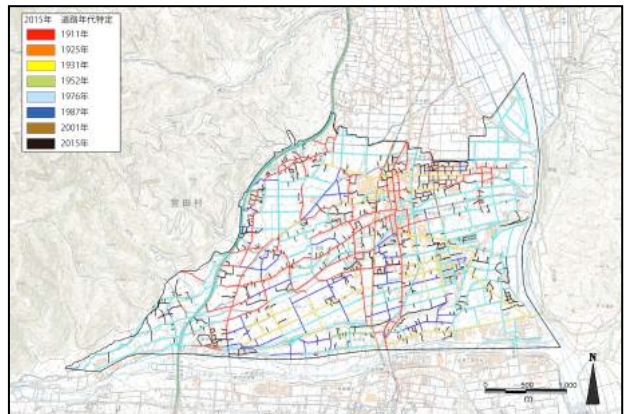 2015年 道路年代特定
1911年
1925年
1931年
1952年
1976年
1987年
2001年
2015年
宮田村
N
0 500 1,000
m